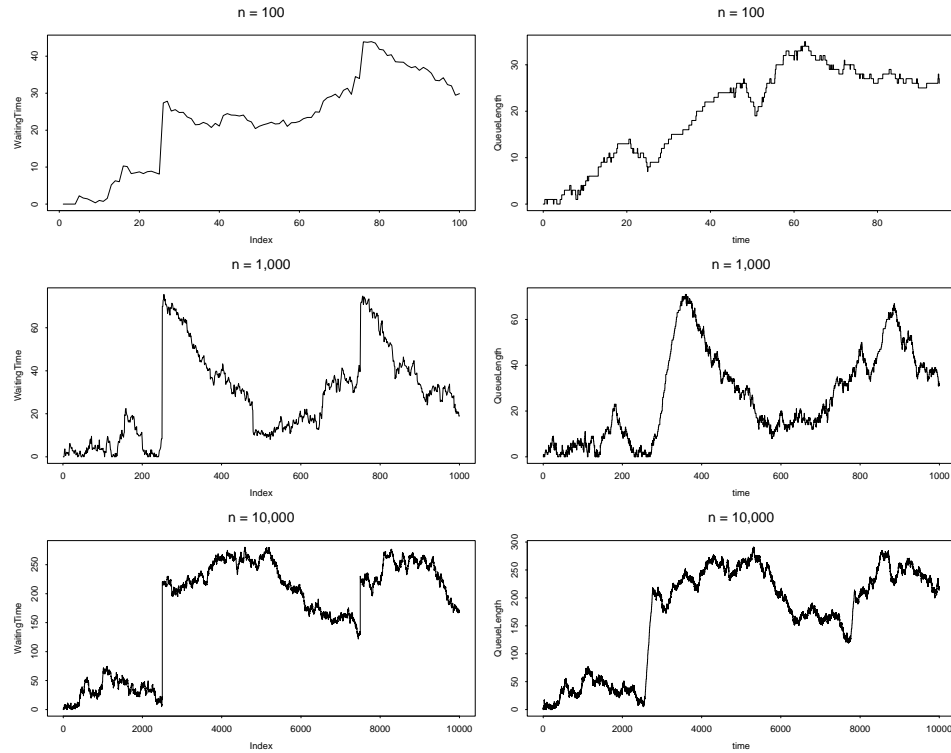 n = 100
WaitingTime
0 10 20 30 40
0 20 40 60 80 100
Index
n = 100
QueueLength
0 10 20 30
0 20 40 60 80
time
n = 1,000
WaitingTime
0 20 40 60
0 200 400 600 800 1000
Index
n = 1,000
QueueLength
0 20 40 60
0 200 400 600 800 1000
time
n = 10,000
WaitingTime
0 50 100 150 200 250
0 2000 4000 6000 8000 10000
Index
n = 10,000
QueueLength
0 50 100 150 200 250 300
0 2000 4000 6000 8000 10000
time